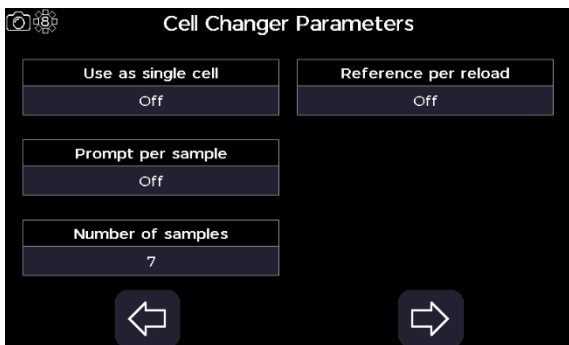 8
Cell Changer Parameters
Use as single cell
Off
Reference per reload
Off
Prompt per sample
Off
Number of samples
7